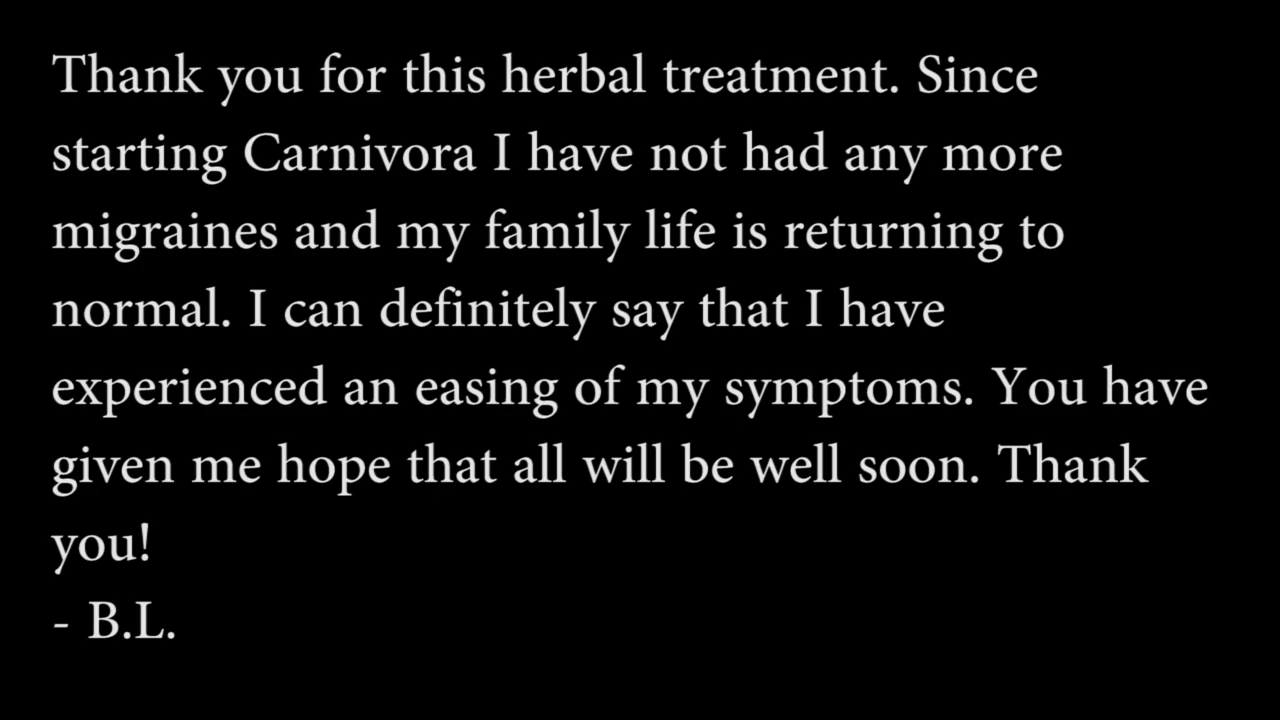 Thank you for this herbal treatment. Since
starting Carnivora I have not had any more
migraines and my family life is returning to
normal. I can definitely say that I have
experienced an easing of my symptoms. You have
given me hope that all will be well soon. Thank
you!
- B.L.